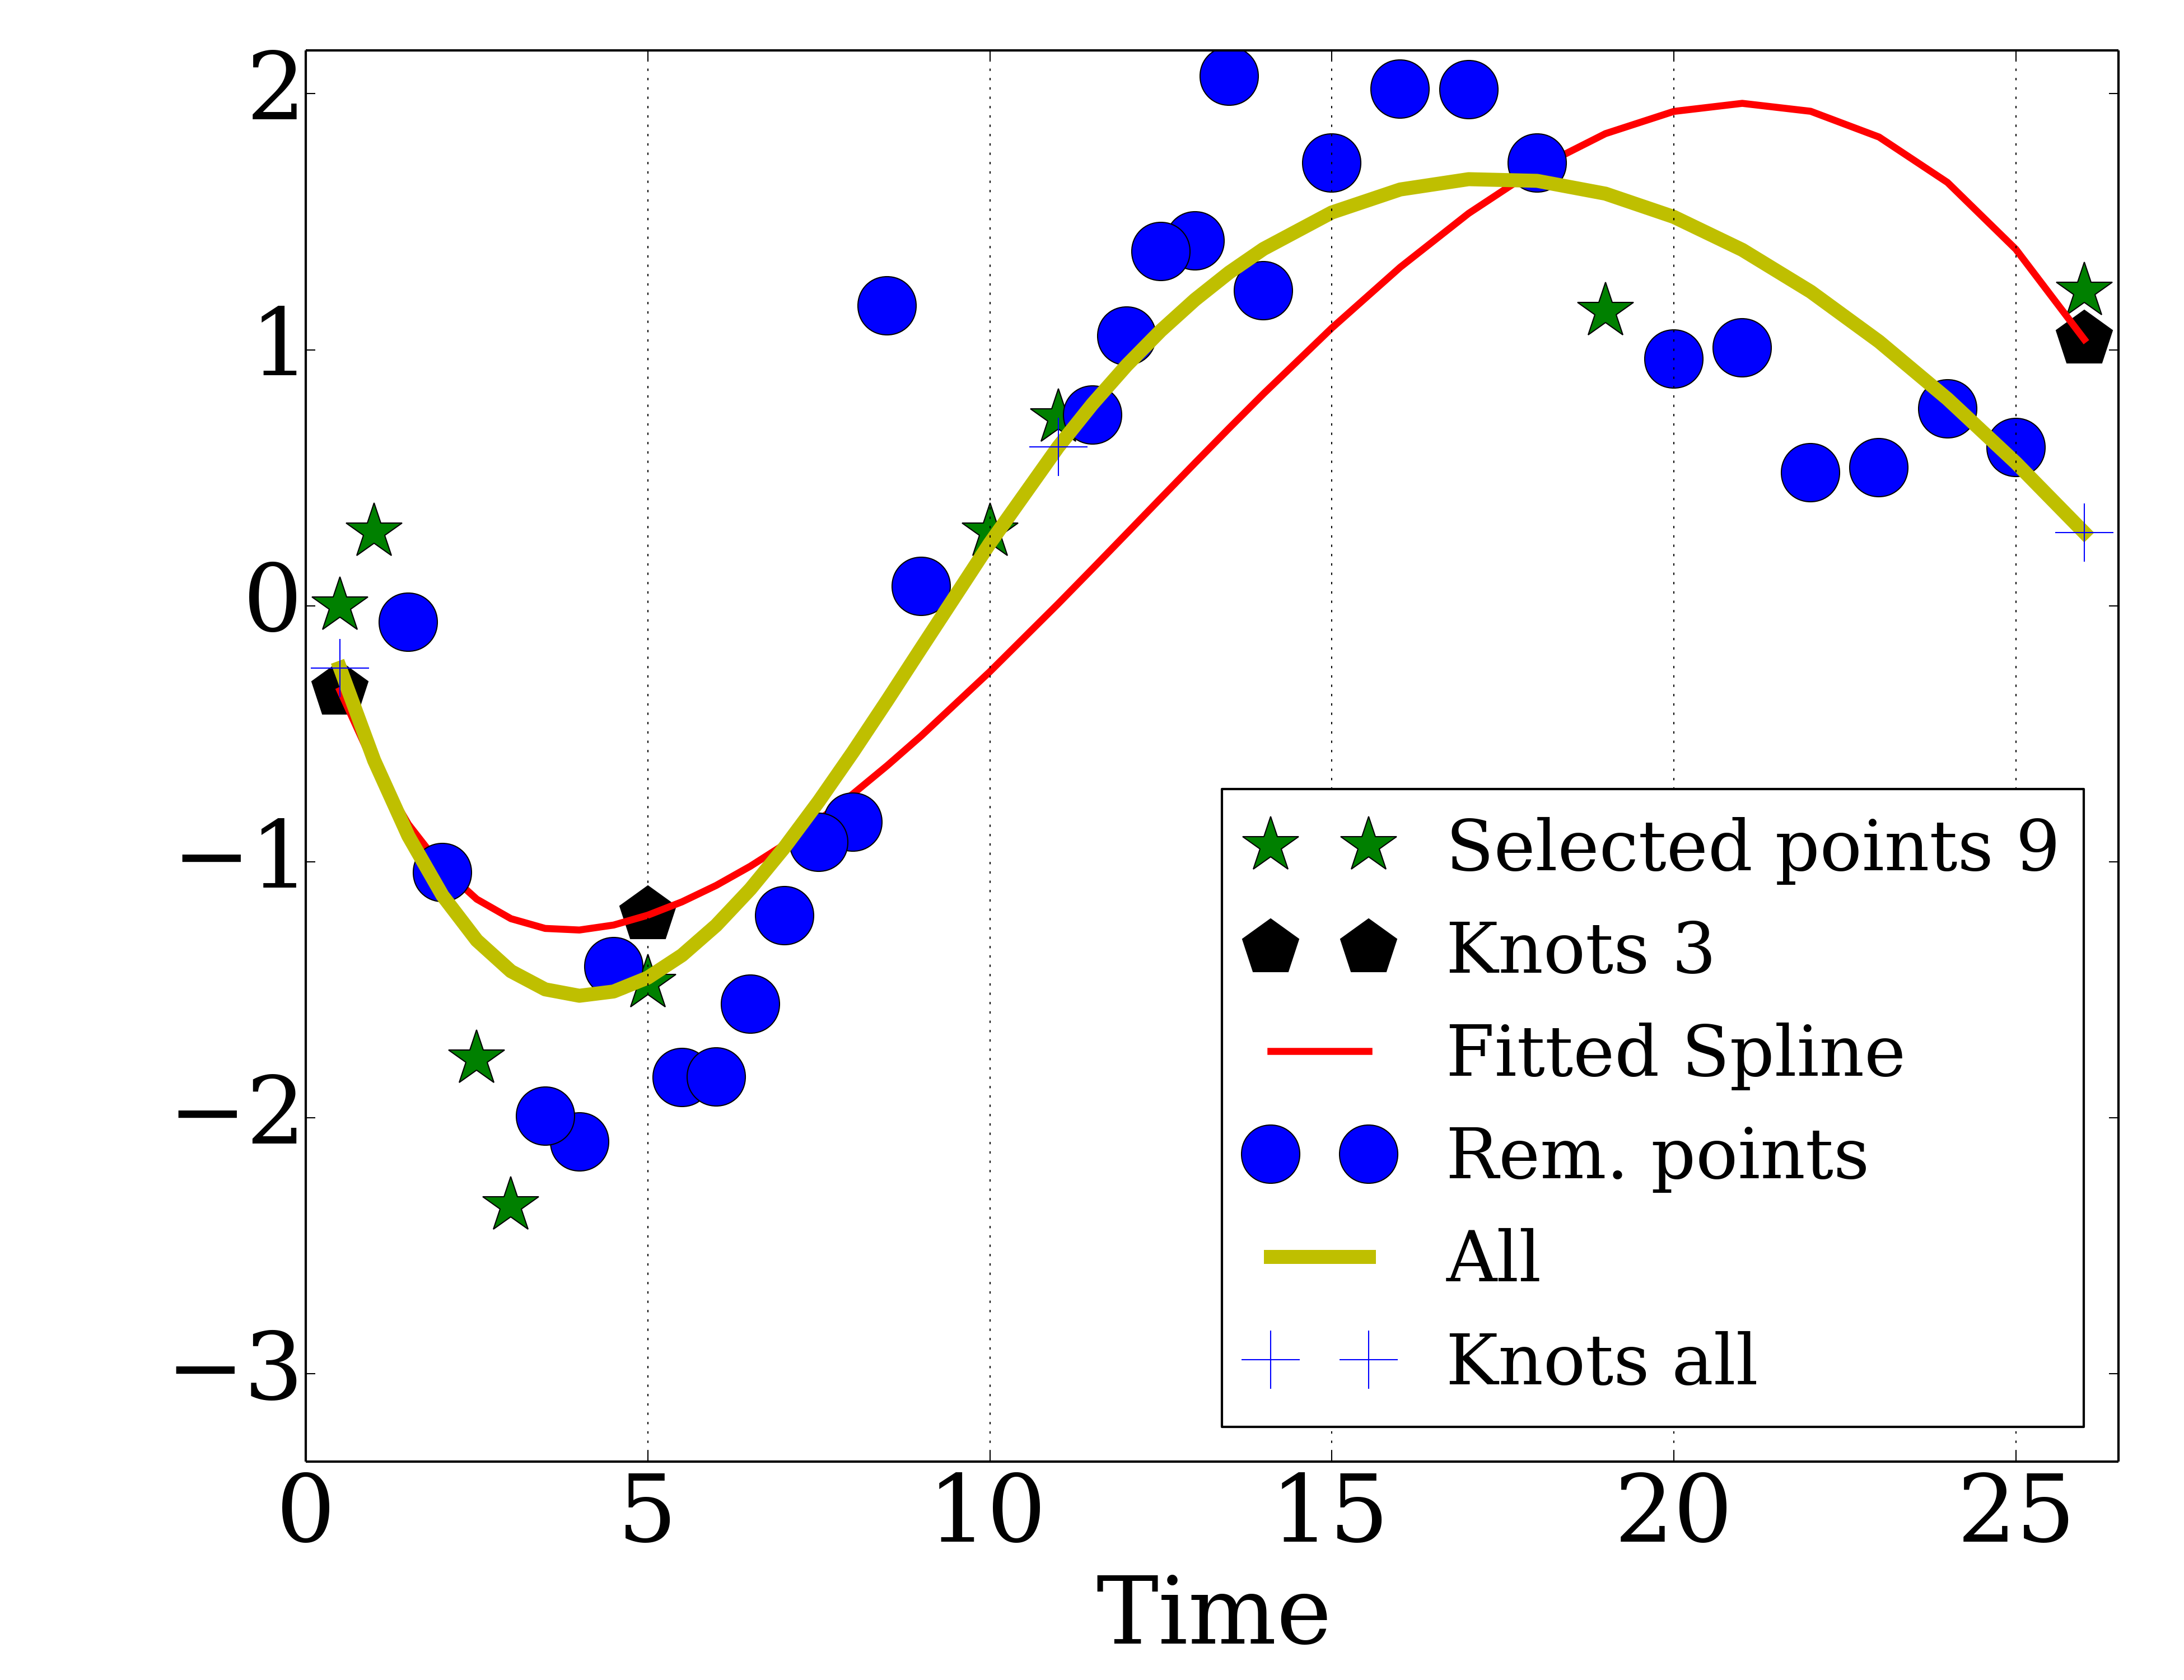 2
1
0
−1
−2
−3
0 5 10 15 20 25
Time
Selected points 9
Knots 3
Fitted Spline
Rem. points
All
Knots all